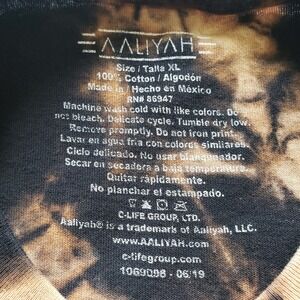 AALIYAH
Size / Talla XL
100% Cotton / Algodón
Made in / Hecho en México
RN# 86947
Machine wash cold with like colors. Do
not bleach. Delicate cycle. Tumble dry low.
Remove promptly. Do not iron print.
Lavar en agua fria con colores similares.
Ciclo delicado. No usar blanqueador.
Secar en secadora a baja temperatura.
Quitar rápidamente.
No planchar el estampado.
C-LIFE GROUP, LTD.
Aaliyah® is a trademark of Aaliyah, LLC.
www.AALIYAH.com
c-lifegroup.com
1069098 - 06/19